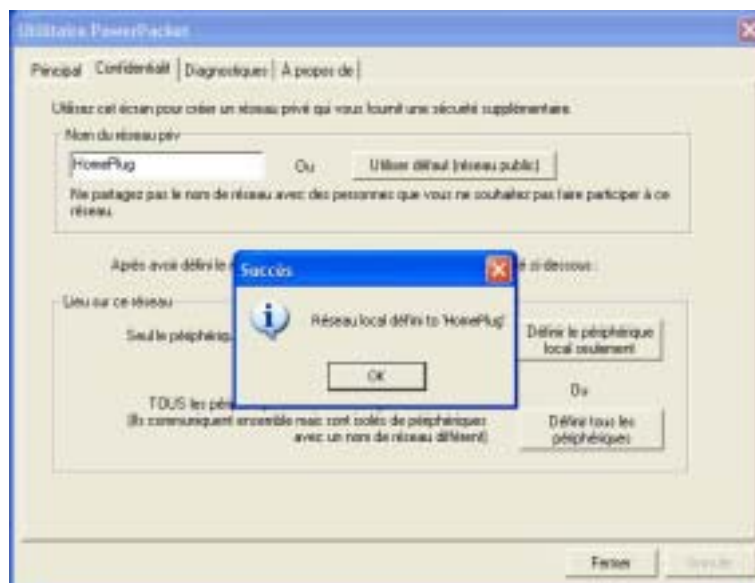 Utilitaire PowerPacket
Principal Confidentialit Diagnostiques À propos de
Utilisez cet écran pour créer un réseau privé qui vous fournit une sécurité supplémentaire.
Nom du réseau priv
HomePlug Ou Utiliser défaut (réseau public)
Ne partagez pas le nom de réseau avec des personnes que vous ne souhaitez pas faire participer à ce
réseau.
Après avoir défini le
é si-dessous :
Succès
Réseau local défini to 'HomePlug'
OK
Lieu sur ce réseau
Seul le périphériq
Définir le périphérique
local seulement
Ou
TOUS les pér
(Ils communiquent ensemble mais sont isolés de périphériques
avec un nom de réseau différent)
Définir tous les
périphériques
Fermer